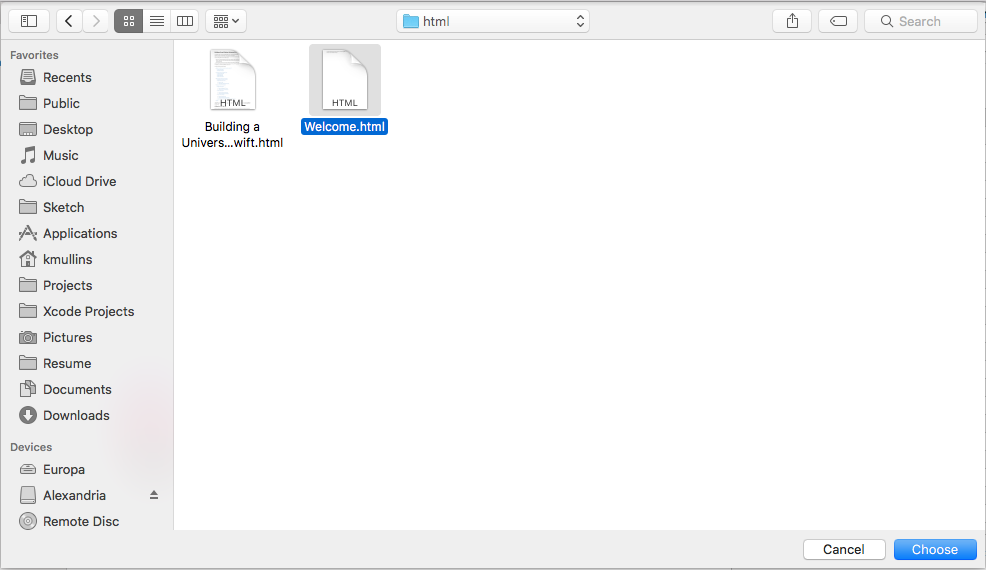 html
Search
Favorites
Recents
Public
Desktop
Music
iCloud Drive
Sketch
Applications
kmullins
Projects
Xcode Projects
Pictures
Resume
Documents
Downloads
Devices
Europa
Alexandria
Remote Disc
HTML
Building a
Univers...wift.html
HTML
Welcome.html
Cancel
Choose